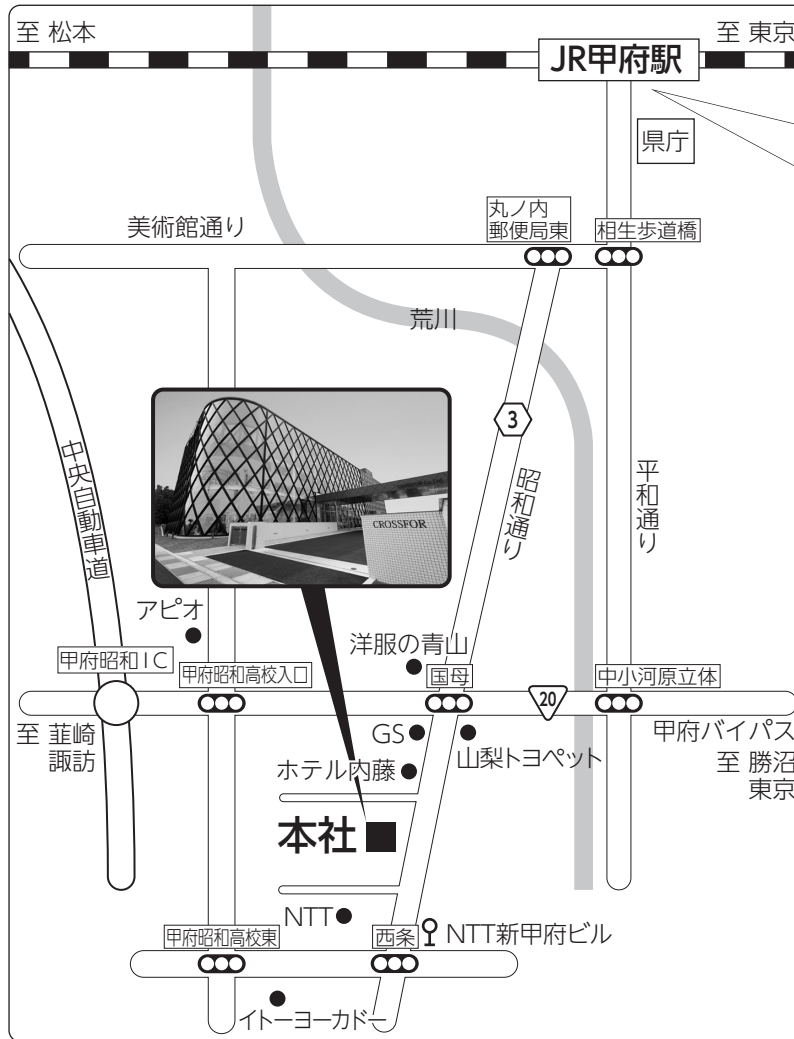 至 松本
至 東京
JR甲府駅
県庁
丸ノ内
郵便局東
相生歩道橋
美術館通り
荒川
3
昭和通り
平和通り
中央自動車道
CROSSFOR
アピオ
洋服の青山
甲府昭和IC
甲府昭和高校入口
国母
20
中小河原立体
至 韮崎
諏訪
GS
山梨トヨペット
甲府バイパス
至 勝沼
東京
ホテル内藤
本社
NTT
甲府昭和高校東
西条
NTT新甲府ビル
イトーヨーカドー